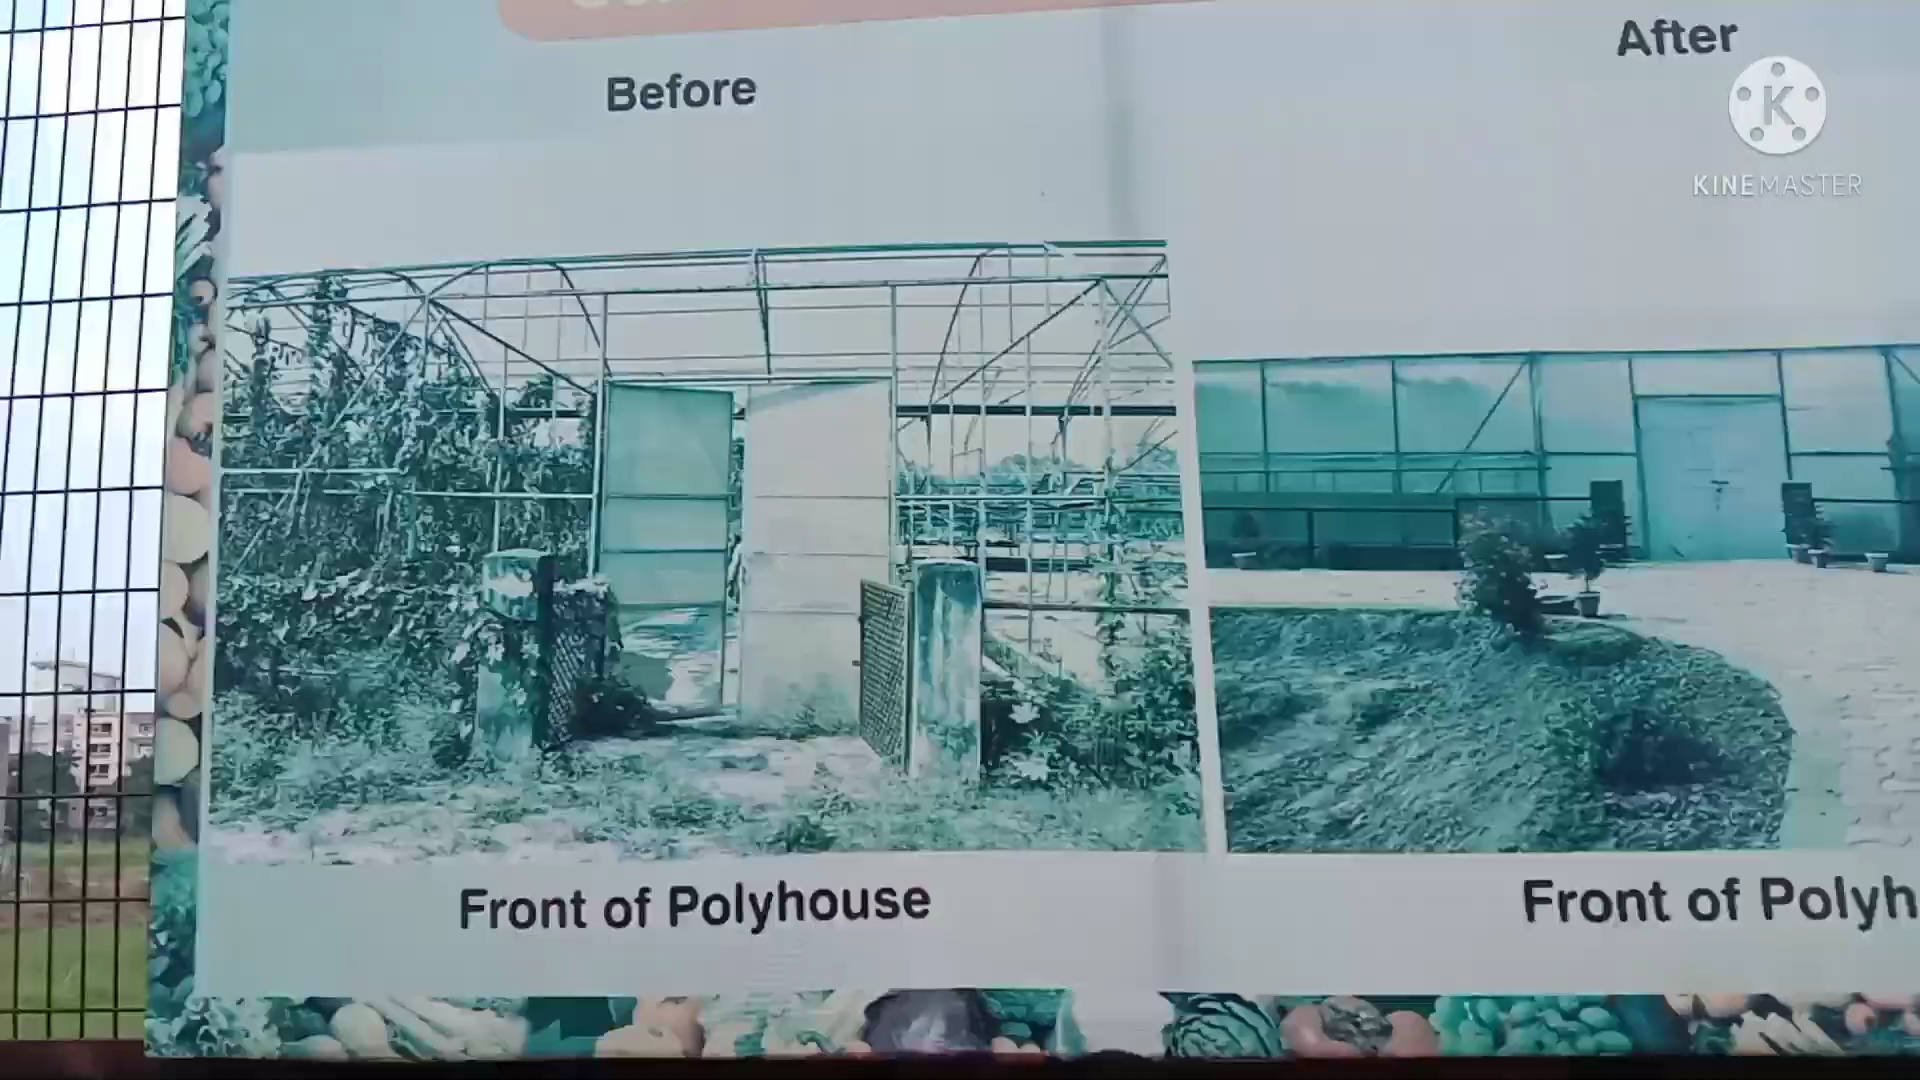 Before
After
K
KINEMASTER
Front of Polyhouse
Front of Polyh